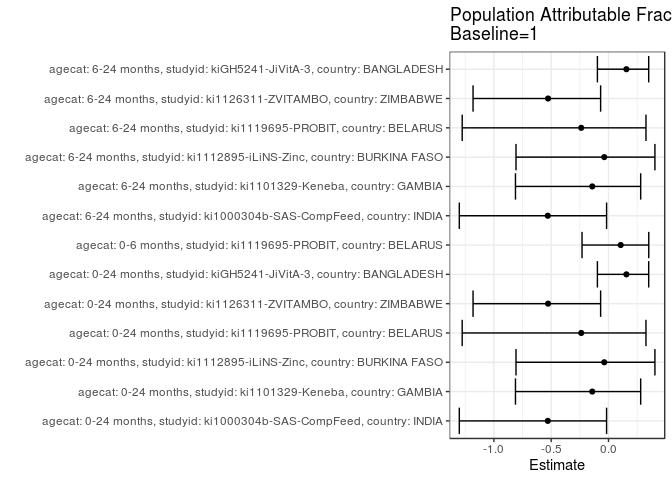 Population Attributable Frac
Baseline=1
agecat: 6-24 months, studyid: kiGH5241-JiVitA-3, country: BANGLADESH
agecat: 6-24 months, studyid: ki1126311-ZVITAMBO, country: ZIMBABWE
agecat: 6-24 months, studyid: ki1119695-PROBIT, country: BELARUS
agecat: 6-24 months, studyid: ki1112895-iLiNS-Zinc, country: BURKINA FASO
agecat: 6-24 months, studyid: ki1101329-Keneba, country: GAMBIA
agecat: 6-24 months, studyid: ki1000304b-SAS-CompFeed, country: INDIA
agecat: 0-6 months, studyid: ki1119695-PROBIT, country: BELARUS
agecat: 0-24 months, studyid: kiGH5241-JiVitA-3, country: BANGLADESH
agecat: 0-24 months, studyid: ki1126311-ZVITAMBO, country: ZIMBABWE
agecat: 0-24 months, studyid: ki1119695-PROBIT, country: BELARUS
agecat: 0-24 months, studyid: ki1112895-iLiNS-Zinc, country: BURKINA FASO
agecat: 0-24 months, studyid: ki1101329-Keneba, country: GAMBIA
agecat: 0-24 months, studyid: ki1000304b-SAS-CompFeed, country: INDIA
-1.0 -0.5 0.0
Estimate